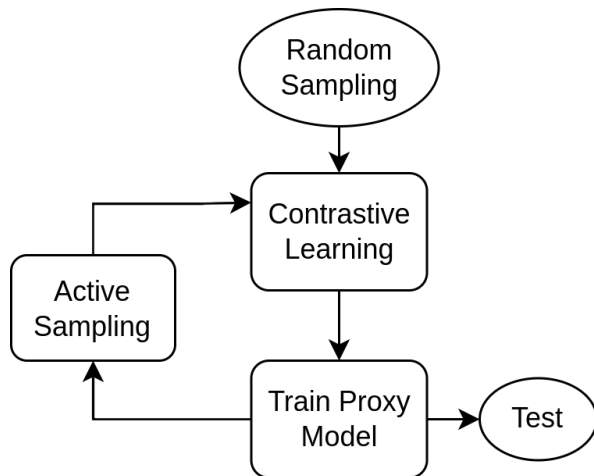 Random
Sampling
Contrastive
Learning
Active
Sampling
Train Proxy
Model
Test